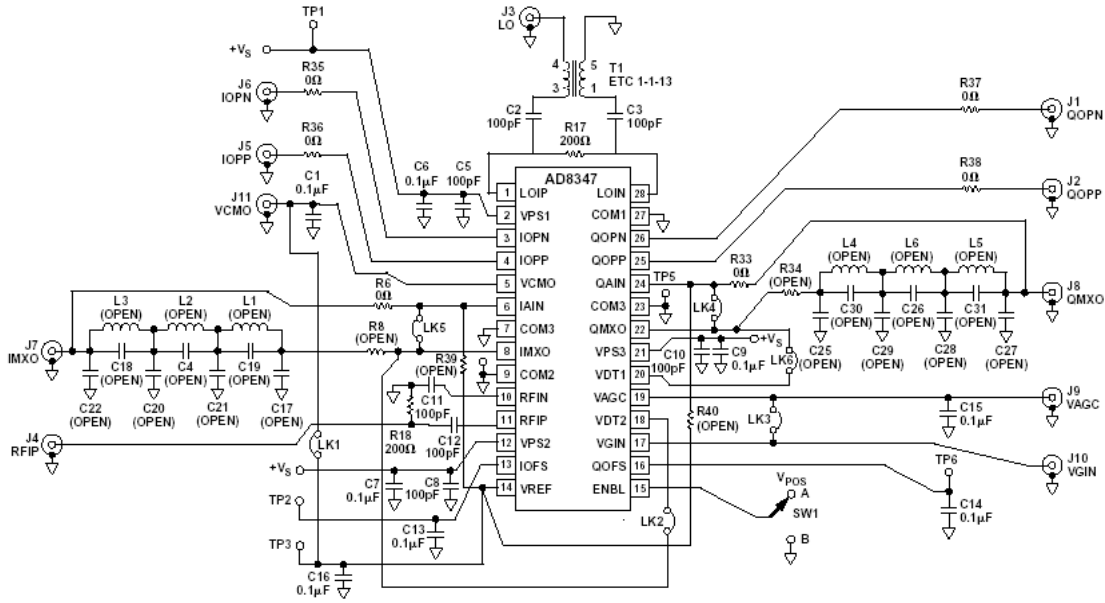 J3
LO
TP1
+VS
4
5
T1
ETC 1-1-13
3
1
R35
0Ω
J6
IOPN
R37
0Ω
J1
QOPN
C2
100pF
C3
100pF
R17
200Ω
R36
0Ω
J5
IOPP
R38
0Ω
J2
QOPP
C1
0.1µF
C6
0.1µF
C5
100pF
J11
VCMO
AD8347
1 LOIP
LOIN 28
2 VPS1
COM1 27
3 IOPN
QOPN 26
4 IOPP
QOPP 25
5 VCMO
QAIN 24
6 IAIN
COM3 23
7 COM3
QMXO 22
8 IMXO
VPS3 21
9 COM2
VDT1 20
10 RFIN
VAGC 19
11 RFIP
VDT2 18
12 VPS2
VGIN 17
13 IOFS
QOFS 16
14 VREF
ENBL 15
R6
0Ω
TP5
R33
0Ω
LK4
R34
(OPEN)
L4
(OPEN)
L6
(OPEN)
L5
(OPEN)
J8
QMXO
C30
(OPEN)
C26
(OPEN)
C31
(OPEN)
C25
(OPEN)
C29
(OPEN)
C28
(OPEN)
C27
(OPEN)
L3
(OPEN)
L2
(OPEN)
L1
(OPEN)
R8
(OPEN)
LK5
J7
IMXO
C18
(OPEN)
C4
(OPEN)
C19
(OPEN)
C22
(OPEN)
C20
(OPEN)
C21
(OPEN)
C17
(OPEN)
R39
(OPEN)
C11
100pF
+VS
C10
100pF
C9
0.1µF
LK6
J4
RFIP
R18
200Ω
C12
100pF
LK1
R40
(OPEN)
LK3
C15
0.1µF
J9
VAGC
J10
VGIN
+VS
C7
0.1µF
C8
100pF
TP2
C13
0.1µF
TP3
C16
0.1µF
LK2
VPOS
A
SW1
B
TP6
C14
0.1µF